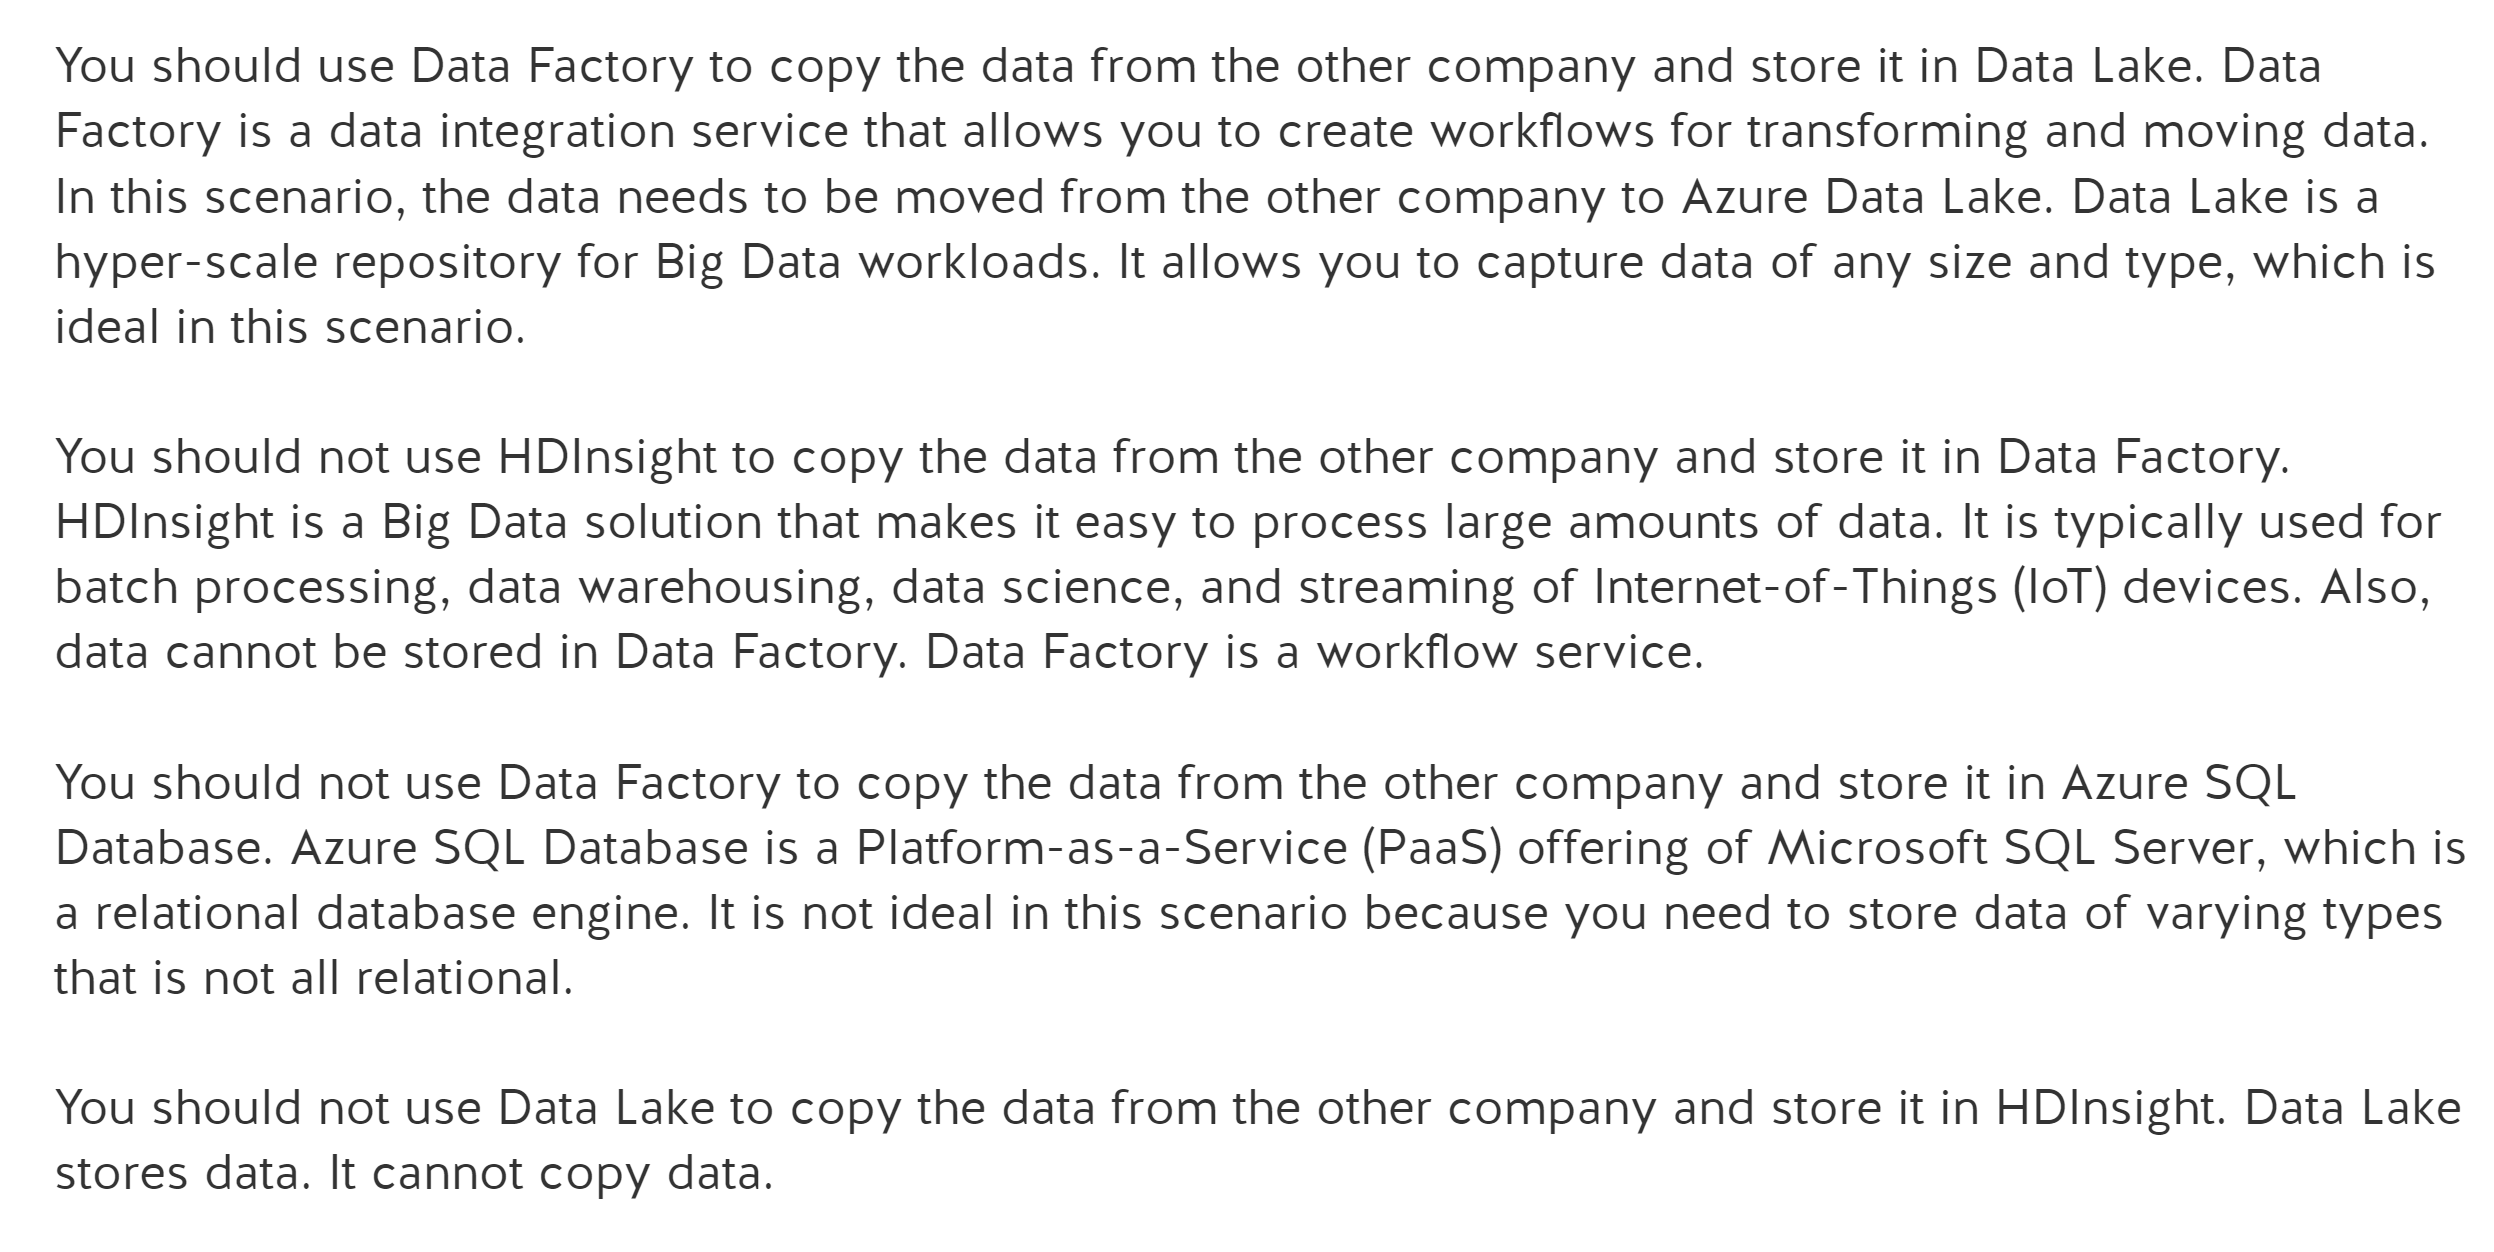 You should use Data Factory to copy the data from the other company and store it in Data Lake. Data
Factory is a data integration service that allows you to create workflows for transforming and moving data.
In this scenario, the data needs to be moved from the other company to Azure Data Lake. Data Lake is a
hyper-scale repository for Big Data workloads. It allows you to capture data of any size and type, which is
ideal in this scenario.
You should not use HDInsight to copy the data from the other company and store it in Data Factory.
HDInsight is a Big Data solution that makes it easy to process large amounts of data. It is typically used for
batch processing, data warehousing, data science, and streaming of Internet-of-Things (IoT) devices. Also,
data cannot be stored in Data Factory. Data Factory is a workflow service.
You should not use Data Factory to copy the data from the other company and store it in Azure SQL
Database. Azure SQL Database is a Platform-as-a-Service (PaaS) offering of Microsoft SQL Server, which is
a relational database engine. It is not ideal in this scenario because you need to store data of varying types
that is not all relational.
You should not use Data Lake to copy the data from the other company and store it in HDInsight. Data Lake
stores data. It cannot copy data.